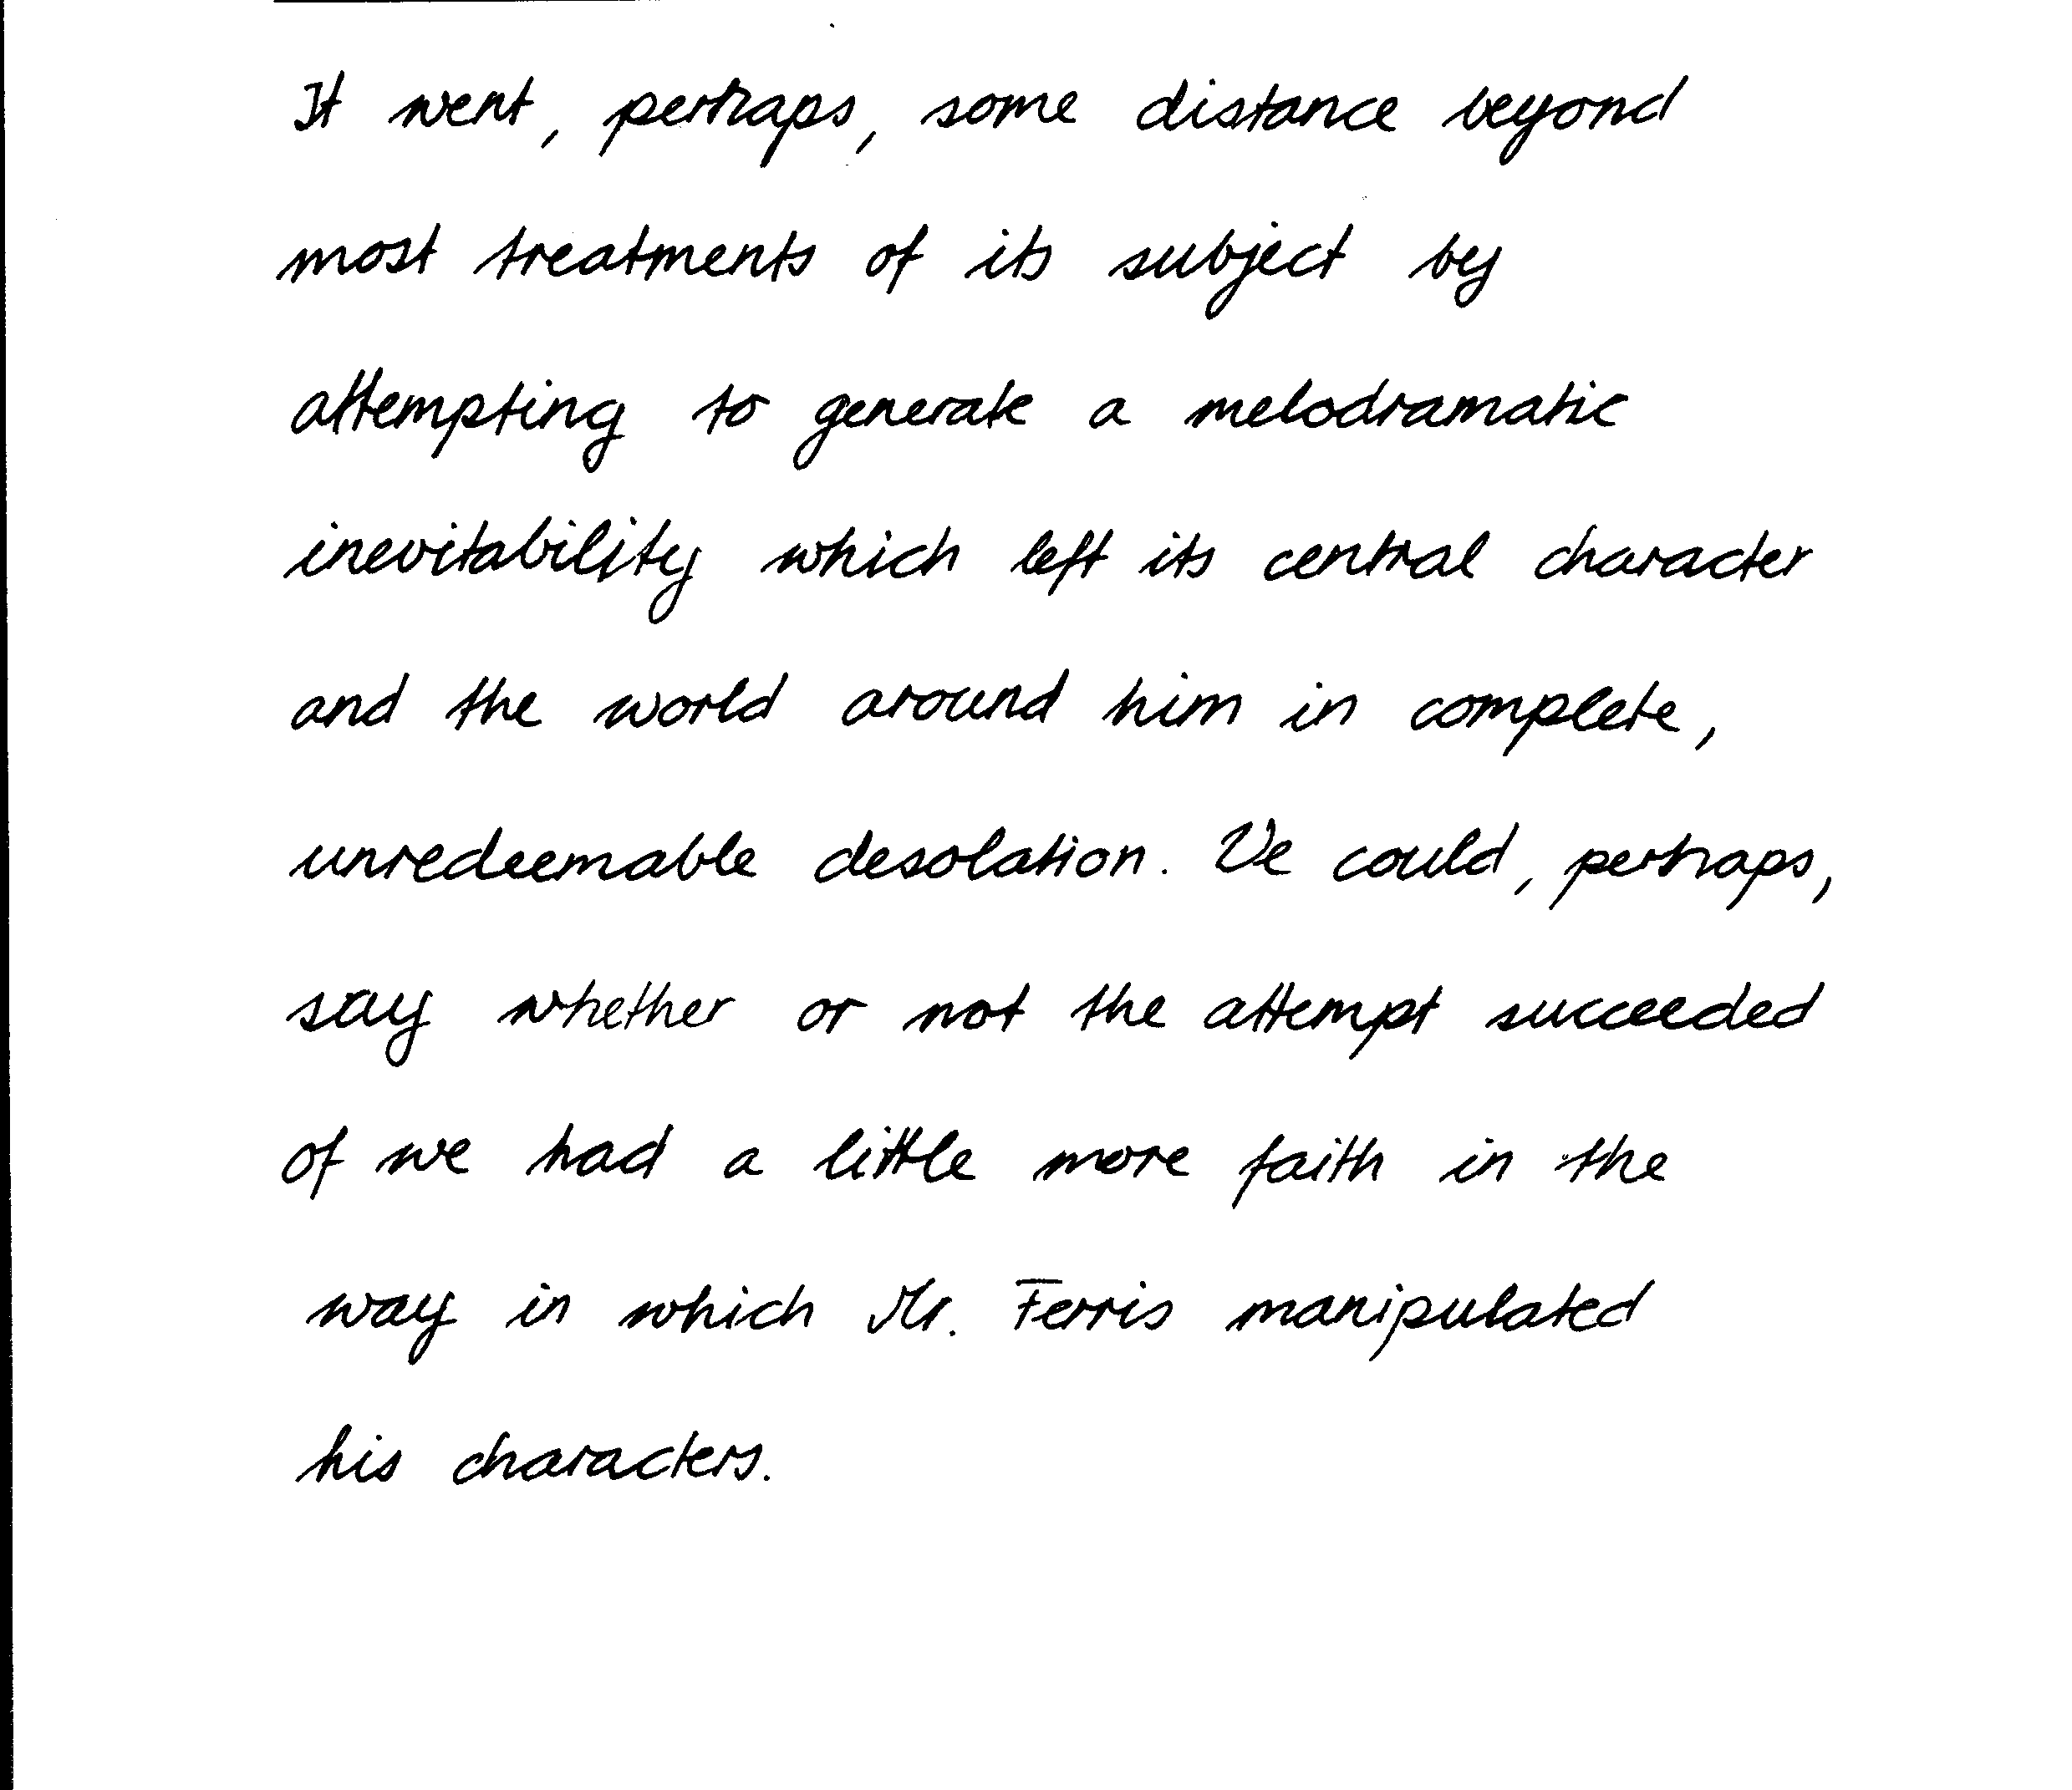 It went, perhaps, some distance beyond
most treatments of its subject by
attempting to generate a melodramatic
inevitability which left its central character
and the world around him in complete,
unredeemable desolation. We could, perhaps,
say whether or not the attempt succeeded
of we had a little more faith in the
way in which Mr. Ferris manipulated
his characters.